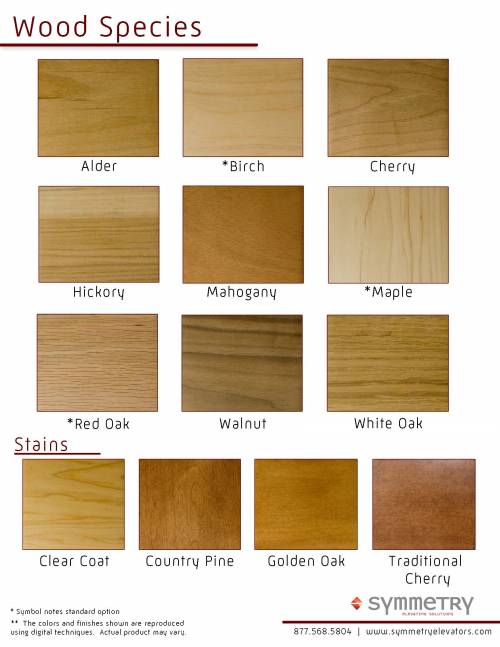 Wood Species
Alder
*Birch
Cherry
Hickory
Mahogany
*Maple
*Red Oak
Walnut
White Oak
Stains
Clear Coat
Country Pine
Golden Oak
Traditional
Cherry
SYMMETRY
ELEVATING SOLUTIONS
* Symbol notes standard option
** The colors and finishes shown are reproduced
using digital techniques. Actual product may vary.
877.568.5804 | www.symmetryelevators.com